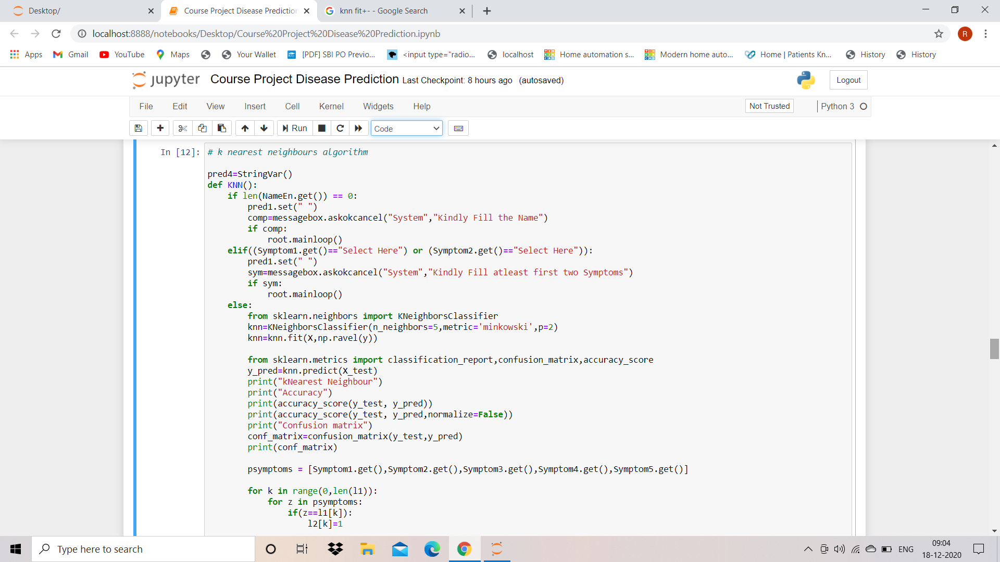 Desktop/
Course Project Disease Prediction
knn fit+- - Google Search
localhost:8888/notebooks/Desktop/Course%20Project%20Disease%20Prediction.ipynb
R
Apps
Gmail
YouTube
Maps
Your Wallet
[PDF] SBI PO Previo...
<input type="radio...
localhost
Home automation s...
Modern home auto...
Home | Patients Kn...
History
History
jupyter
Course Project Disease Prediction Last Checkpoint: 8 hours ago (autosaved)
Logout
File
Edit
View
Insert
Cell
Kernel
Widgets
Help
Not Trusted
Python 3
Run
Code
In [12]:
# k nearest neighbours algorithm
pred4=StringVar()
def KNN():
    if len(NameEn.get()) == 0:
        pred1.set(" ")
        comp=messagebox.askokcancel("System","Kindly Fill the Name")
        if comp:
            root.mainloop()
    elif((Symptom1.get()=="Select Here") or (Symptom2.get()=="Select Here")):
        pred1.set(" ")
        sym=messagebox.askokcancel("System","Kindly Fill atleast first two Symptoms")
        if sym:
            root.mainloop()
    else:
        from sklearn.neighbors import KNeighborsClassifier
        knn=KNeighborsClassifier(n_neighbors=5,metric='minkowski',p=2)
        knn=knn.fit(X,np.ravel(y))
        from sklearn.metrics import classification_report,confusion_matrix,accuracy_score
        y_pred=knn.predict(X_test)
        print("kNearest Neighbour")
        print("Accuracy")
        print(accuracy_score(y_test, y_pred))
        print(accuracy_score(y_test, y_pred,normalize=False))
        print("Confusion matrix")
        conf_matrix=confusion_matrix(y_test,y_pred)
        print(conf_matrix)
        psymptoms = [Symptom1.get(),Symptom2.get(),Symptom3.get(),Symptom4.get(),Symptom5.get()]
        for k in range(0,len(l1)):
            for z in psymptoms:
                if(z==l1[k]):
                    l2[k]=1
Type here to search
ENG
09:04
18-12-2020